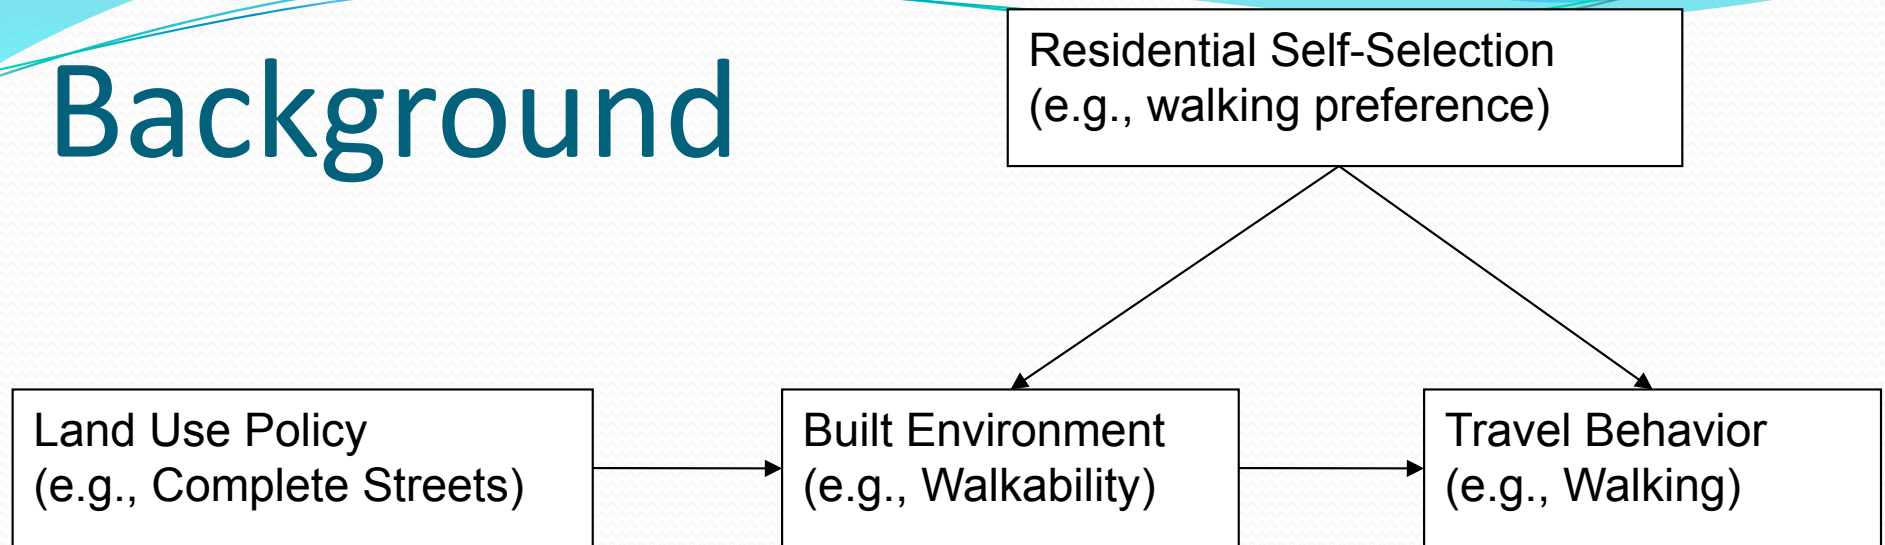 Background
Residential Self-Selection
(e.g., walking preference)
Land Use Policy
(e.g., Complete Streets)
Built Environment
(e.g., Walkability)
Travel Behavior
(e.g., Walking)